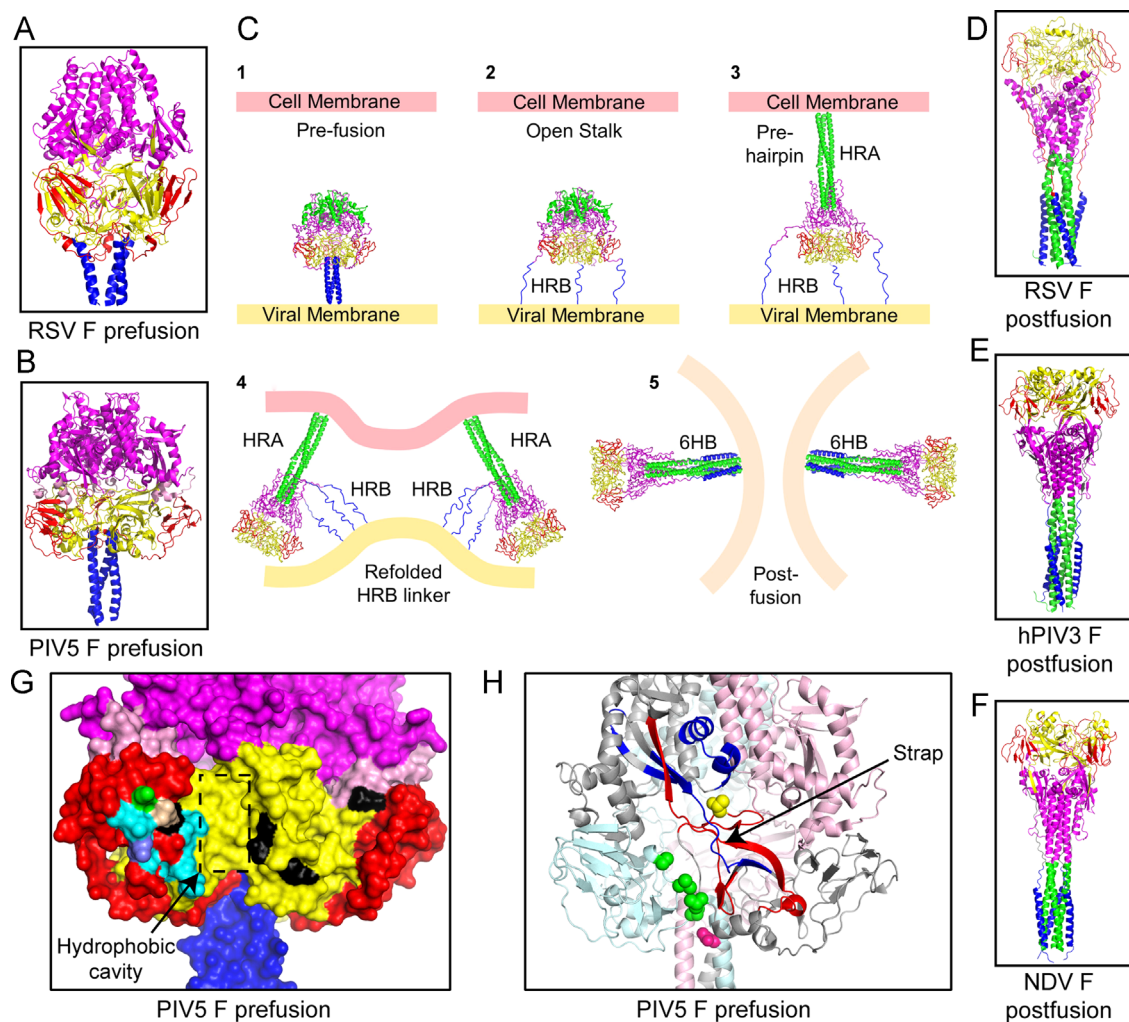 A
RSV F prefusion
B
PIV5 F prefusion
C
1
Cell Membrane
Pre-fusion
Viral Membrane
2
Cell Membrane
Open Stalk
HRB
Viral Membrane
3
Cell Membrane
Pre-
hairpin
HRA
HRB
Viral Membrane
4
HRA
HRA
HRB
HRB
Refolded
HRB linker
5
6HB
6HB
Post-
fusion
D
RSV F
postfusion
E
hPIV3 F
postfusion
F
NDV F
postfusion
G
Hydrophobic
cavity
PIV5 F prefusion
H
Strap
PIV5 F prefusion